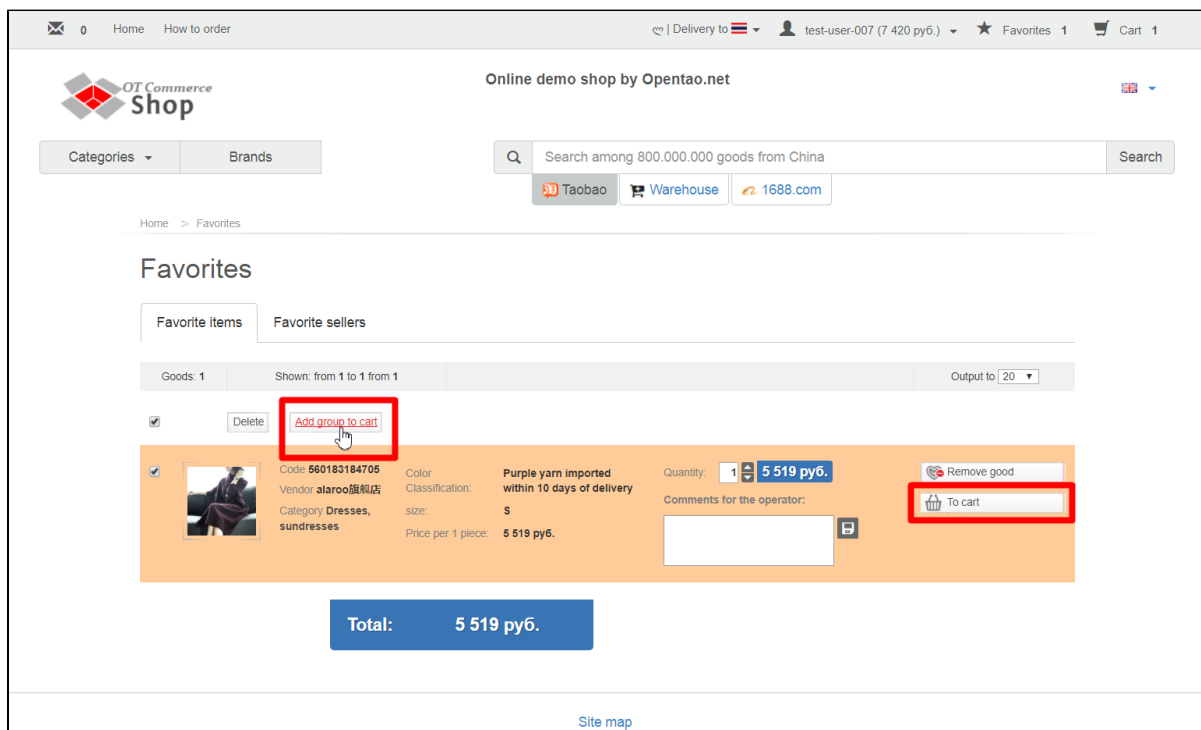 0 Home How to order ლ | Delivery to test-user-007 (7 420 руб.) Favorites 1 Cart 1
OT Commerce
Shop
Online demo shop by Opentao.net
Categories Brands Search among 800.000.000 goods from China Search
淘 Taobao Warehouse 1688.com
Home > Favorites
Favorites
Favorite items Favorite sellers
Goods: 1 Shown: from 1 to 1 from 1 Output to 20
Delete Add group to cart
Code 560183184705
Vendor alaroo旗舰店
Category Dresses,
sundresses
Color
Classification:
Purple yarn imported
within 10 days of delivery
size: S
Price per 1 piece: 5 519 руб.
Quantity: 1 5 519 руб.
Comments for the operator:
Remove good
To cart
Total: 5 519 руб.
Site map